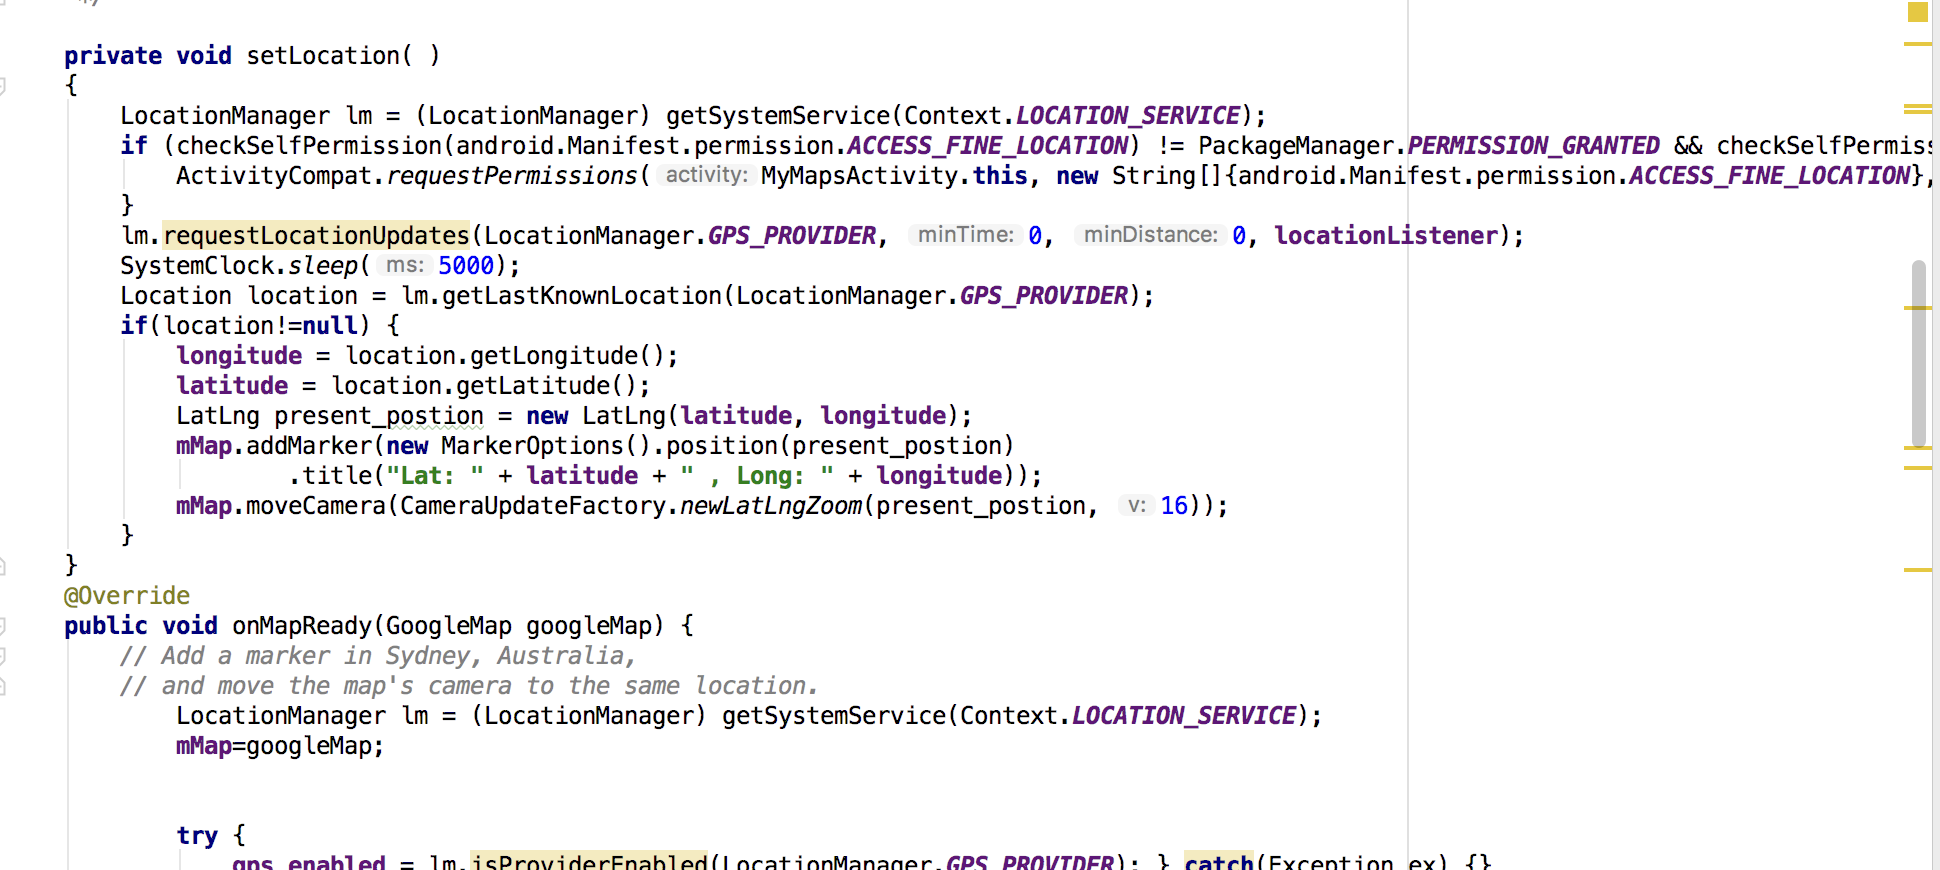 */
private void setLocation( )
{
LocationManager lm = (LocationManager) getSystemService(Context.LOCATION_SERVICE);
if (checkSelfPermission(android.Manifest.permission.ACCESS_FINE_LOCATION) != PackageManager.PERMISSION_GRANTED && checkSelfPermiss
ActivityCompat.requestPermissions( activity: MyMapsActivity.this, new String[]{android.Manifest.permission.ACCESS_FINE_LOCATION},
}
lm.requestLocationUpdates(LocationManager.GPS_PROVIDER, minTime: 0, minDistance: 0, locationListener);
SystemClock.sleep( ms: 5000);
Location location = lm.getLastKnownLocation(LocationManager.GPS_PROVIDER);
if(location!=null) {
longitude = location.getLongitude();
latitude = location.getLatitude();
LatLng present_postion = new LatLng(latitude, longitude);
mMap.addMarker(new MarkerOptions().position(present_postion)
.title("Lat: " + latitude + " , Long: " + longitude));
mMap.moveCamera(CameraUpdateFactory.newLatLngZoom(present_postion, v: 16));
}
}
@Override
public void onMapReady(GoogleMap googleMap) {
// Add a marker in Sydney, Australia,
// and move the map's camera to the same location.
LocationManager lm = (LocationManager) getSystemService(Context.LOCATION_SERVICE);
mMap=googleMap;
try {
gps_enabled = lm.isProviderEnabled(LocationManager.GPS_PROVIDER); } catch(Exception ex) {}